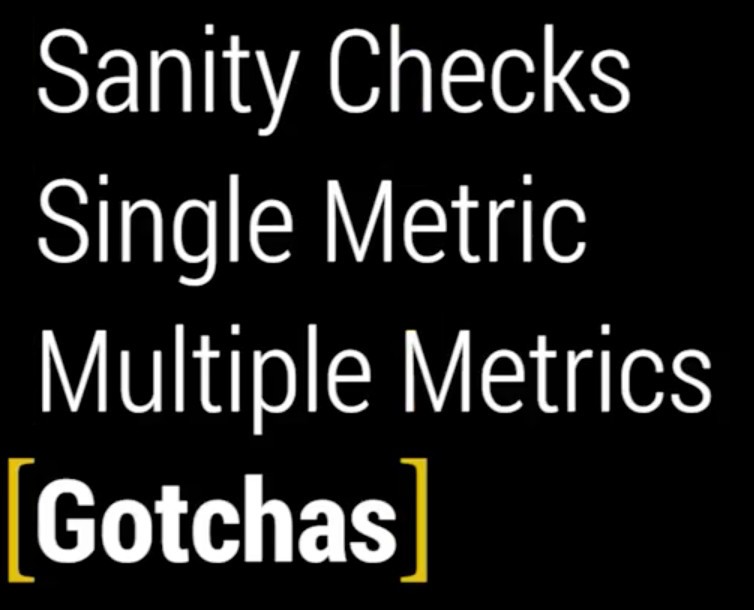 Sanity Checks
Single Metric
Multiple Metrics
[Gotchas]